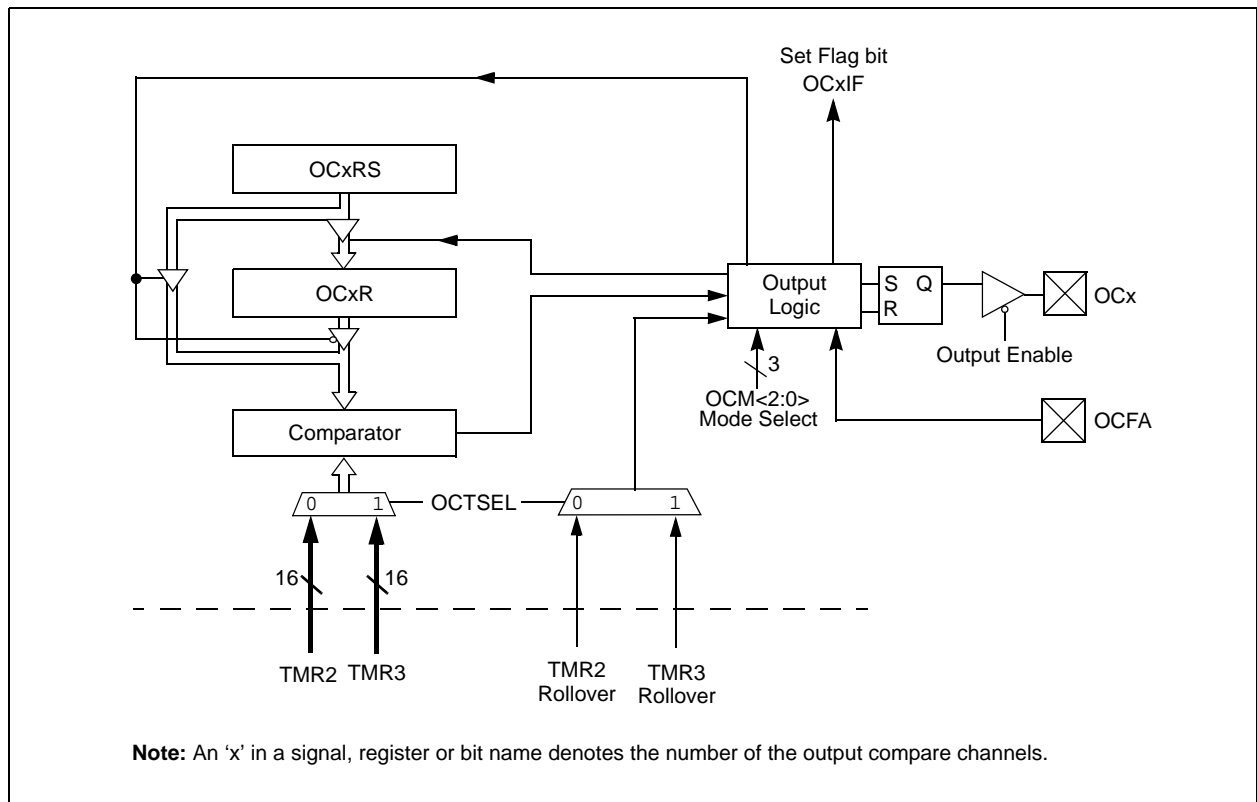 Set Flag bit
OCxIF
OCxRS
OCxR
Output
Logic
S Q
R
OCx
Output Enable
3
OCM<2:0>
Mode Select
OCFA
Comparator
0 1
OCTSEL
0 1
16
16
TMR2
TMR3
TMR2
Rollover
TMR3
Rollover
Note: An ‘x’ in a signal, register or bit name denotes the number of the output compare channels.